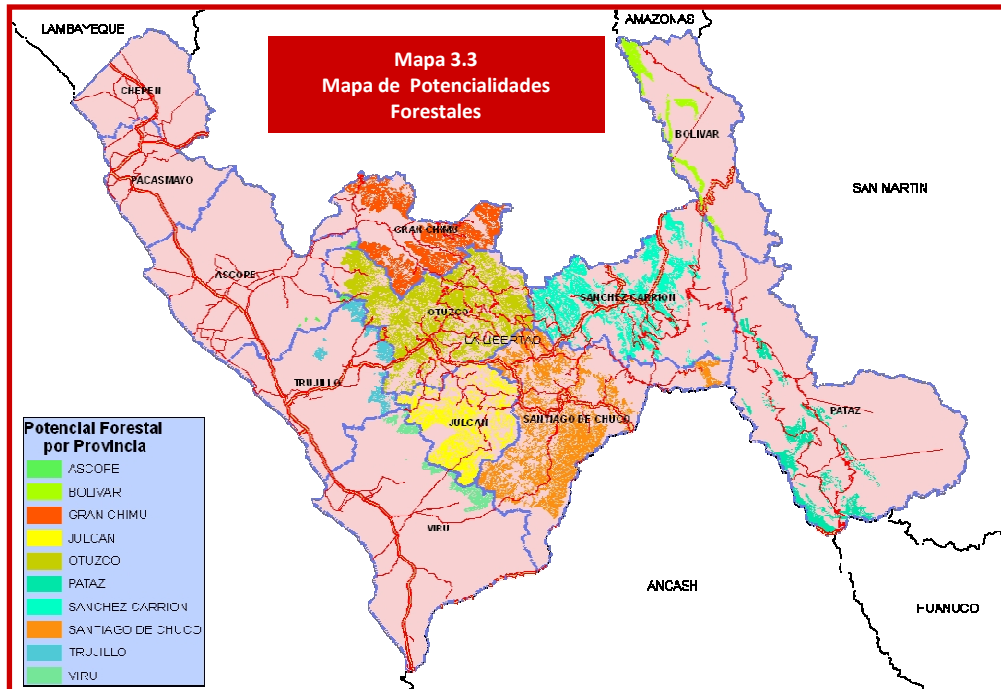 AMAZONAS
LAMBAYEQUE
Mapa 3.3
Mapa de Potencialidades
Forestales
CHEPEN
BOLIVAR
PACASMAYO
SAN MARTIN
GRAN CHIMU
ASCOPE
SANCHEZ CARRION
OTUZCO
LA LIBERTAD
TRUJILLO
PATAZ
JULCAN
SANTIAGO DE CHUCO
VIRU
ANCASH
HUANUCO
Potencial Forestal
por Provincia
ASCOPE
BOLIVAR
GRAN CHIMU
JULCAN
OTUZCO
PATAZ
SANCHEZ CARRION
SANTIAGO DE CHUCO
TRUJILLO
VIRU